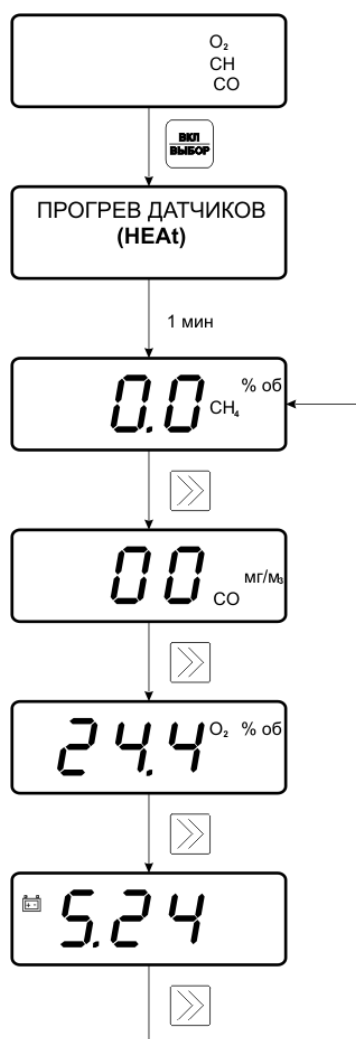 O₂
CH
CO
ВКЛ
ВЫБОР
ПРОГРЕВ ДАТЧИКОВ
(HEAt)
1 мин
0.0 CH₄ % об
00 CO мг/м₃
24.4 O₂ % об
5.24